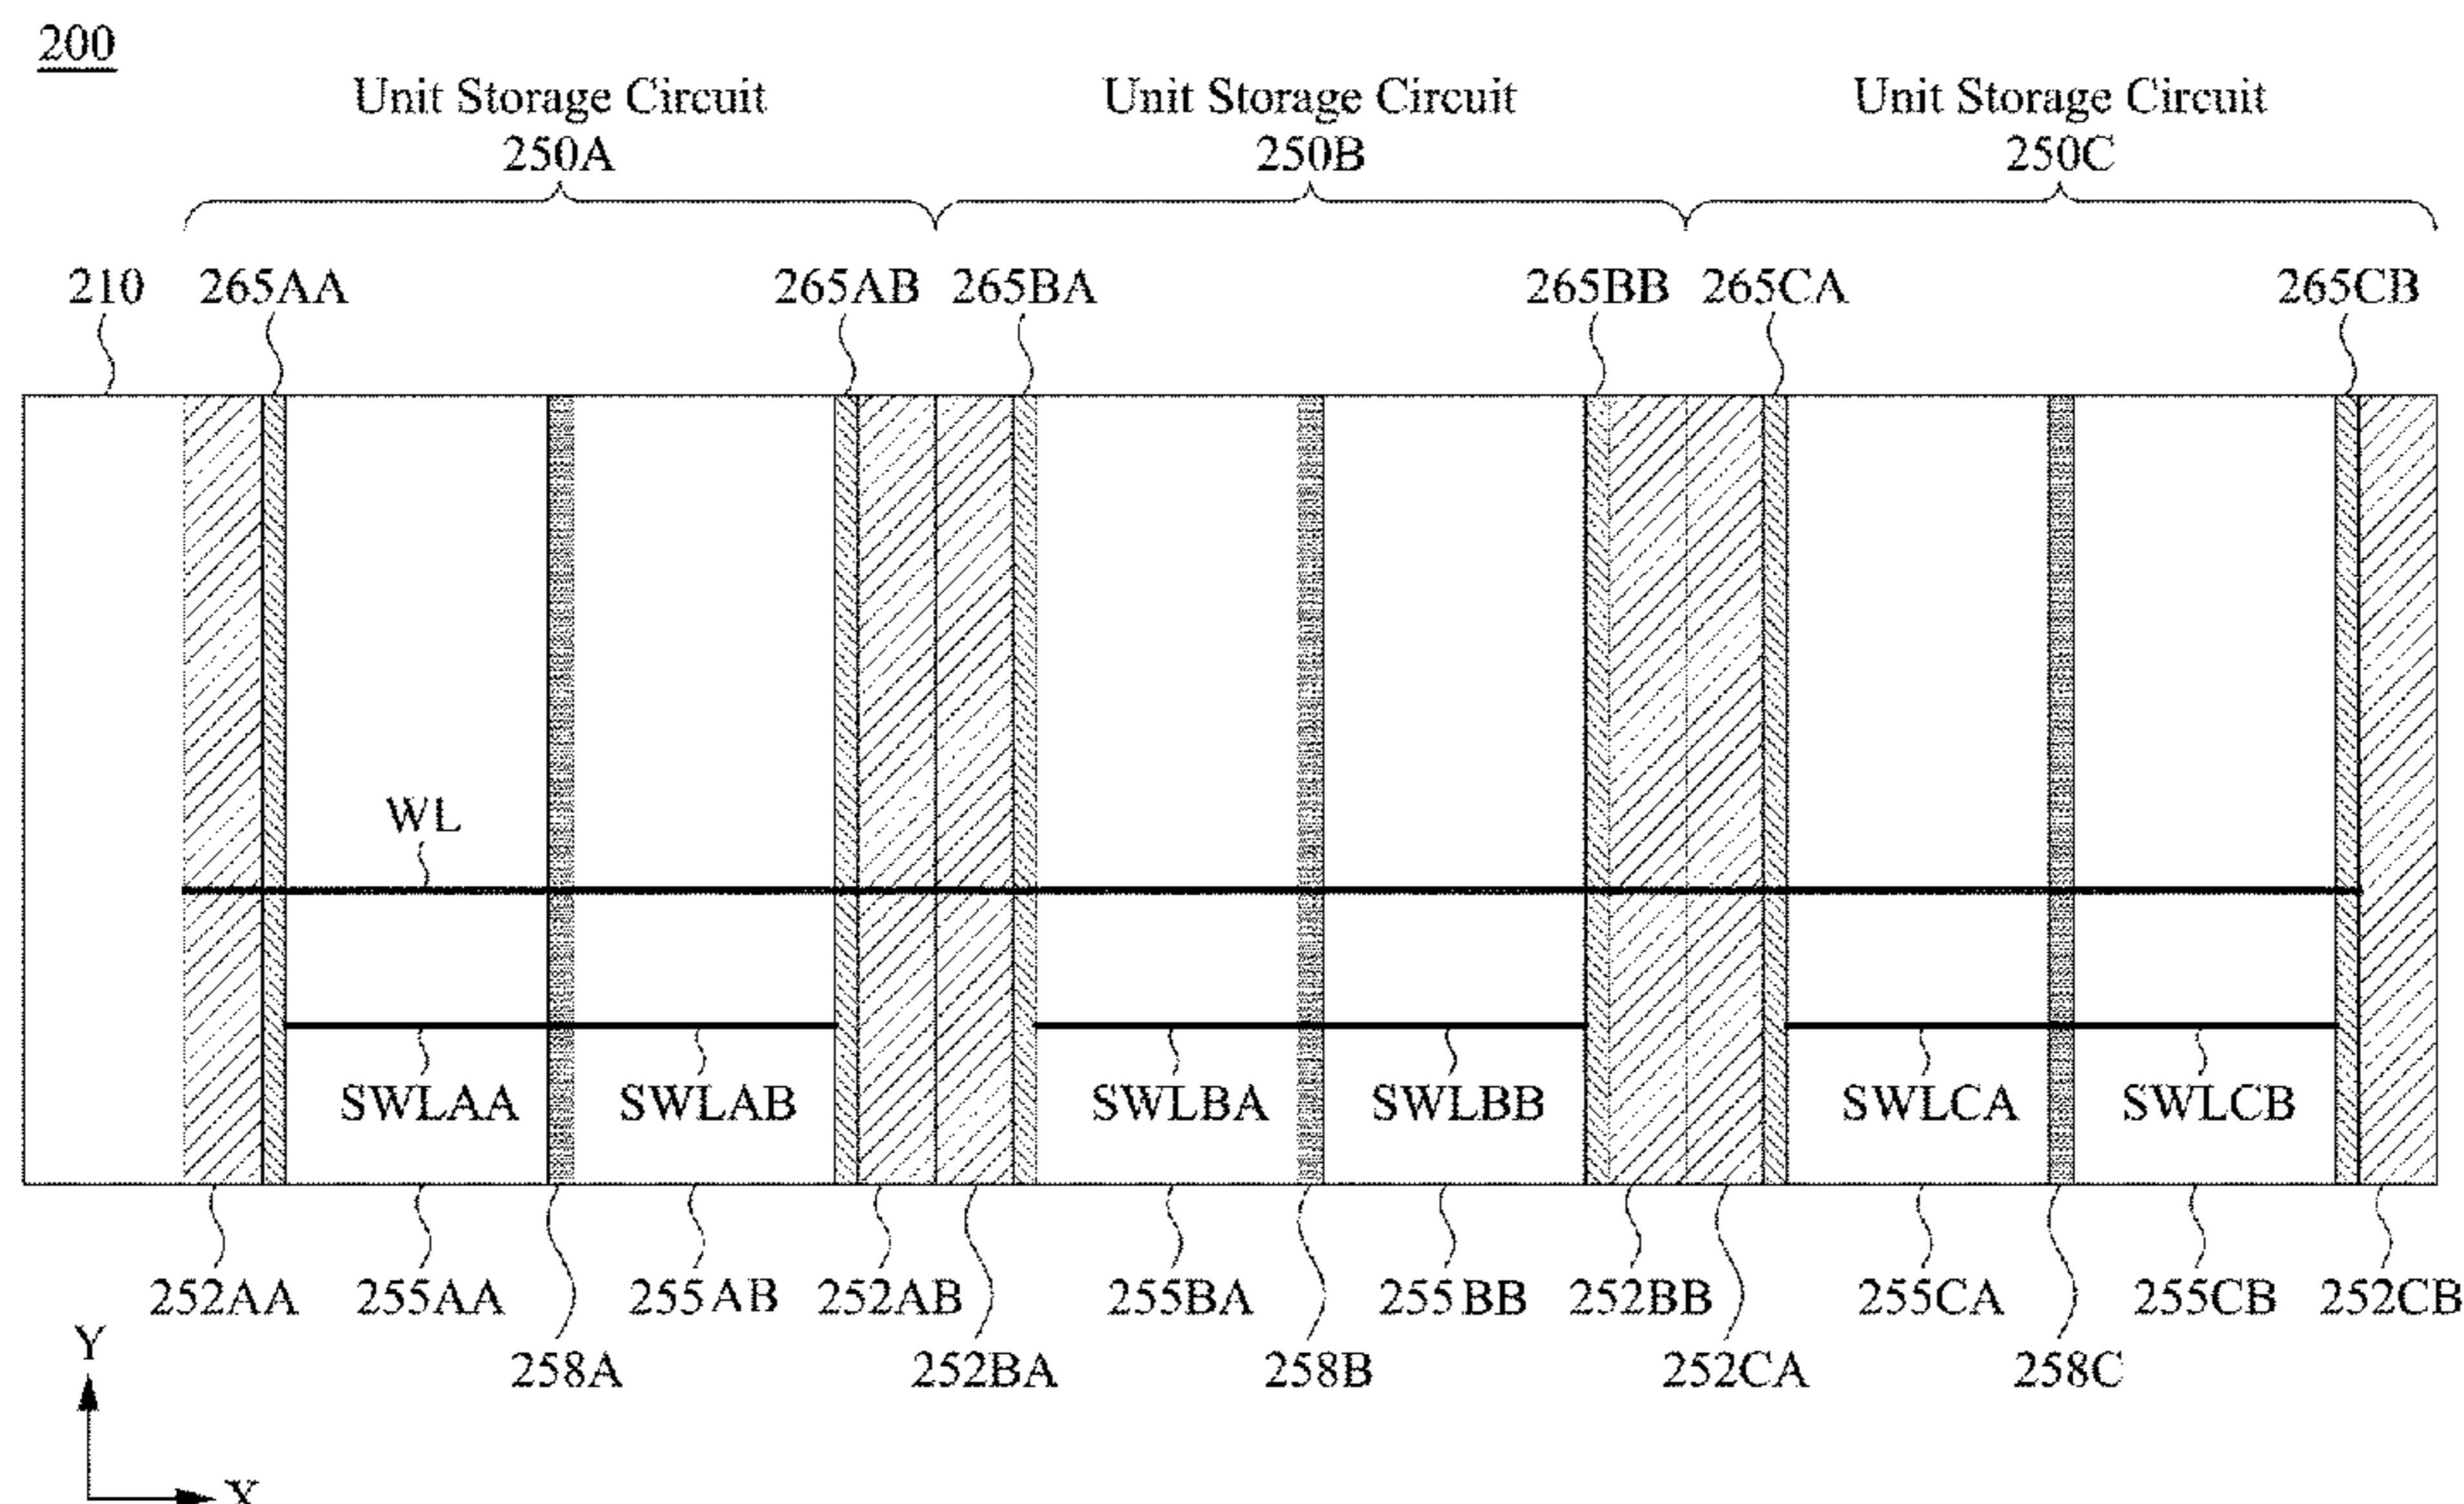 200
Unit Storage Circuit Unit Storage Circuit Unit Storage Circuit
250A 250B 250C
210 265AA 265AB 265BA 265BB 265CA 265CB
WL
SWLAA SWLAB SWLBA SWLBB SWLCA SWLCB
252AA 255AA 255AB 252AB 255BA 255BB 252BB 255CA 255CB 252CB
258A 252BA 258B 252CA 258C
Y
X